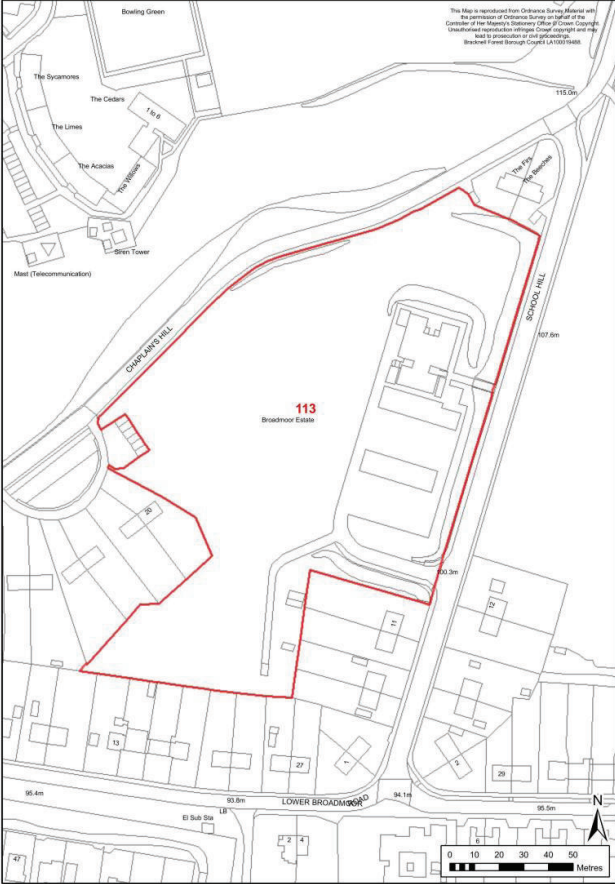 Bowling Green
This Map is reproduced from Ordnance Survey Material with
the permission of Ordnance Survey on behalf of the
Controller of Her Majesty's Stationery Office © Crown Copyright.
Unauthorised reproduction infringes Crown copyright and may
lead to prosecution or civil proceedings.
Bracknell Forest Borough Council LA100019488
The Sycamores
115.0m
The Cedars
1 to 6
The Limes
The Firs
The Beeches
The Acacias
The Willows
Siren Tower
Mast (Telecommunication)
SCHOOL HILL
107.6m
CHAPLAIN'S HILL
113
Broadmoor Estate
20
100.3m
12
11
13
27
1
2
29
95.4m
93.8m
LOWER BROADMOOR ROAD
94.1m
95.5m
LB
El Sub Sta
2 4
6
47
N
0 10 20 30 40 50
Metres